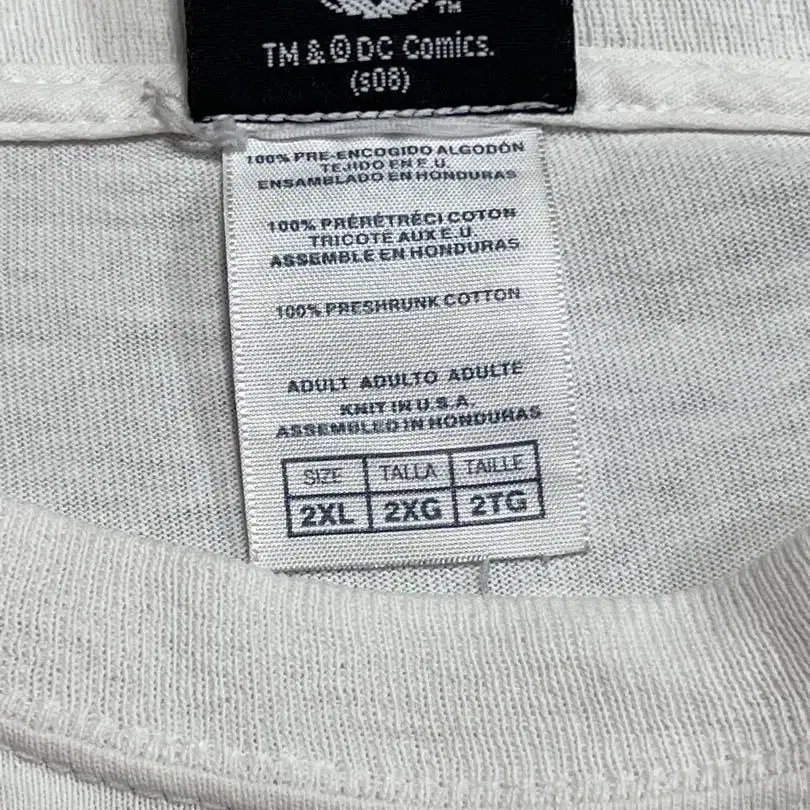 TM
TM & © DC Comics.
(s08)
100% PRE-ENCOGIDO ALGODÓN
TEJIDO EN E.U.
ENSAMBLADO EN HONDURAS
100% PRÉRÉTRÉCI COTON
TRICOTÉ AUX E.U.
ASSEMBLÉ EN HONDURAS
100% PRESHRUNK COTTON
ADULT ADULTO ADULTE
KNIT IN U.S.A.
ASSEMBLED IN HONDURAS
SIZE TALLA TAILLE
2XL 2XG 2TG